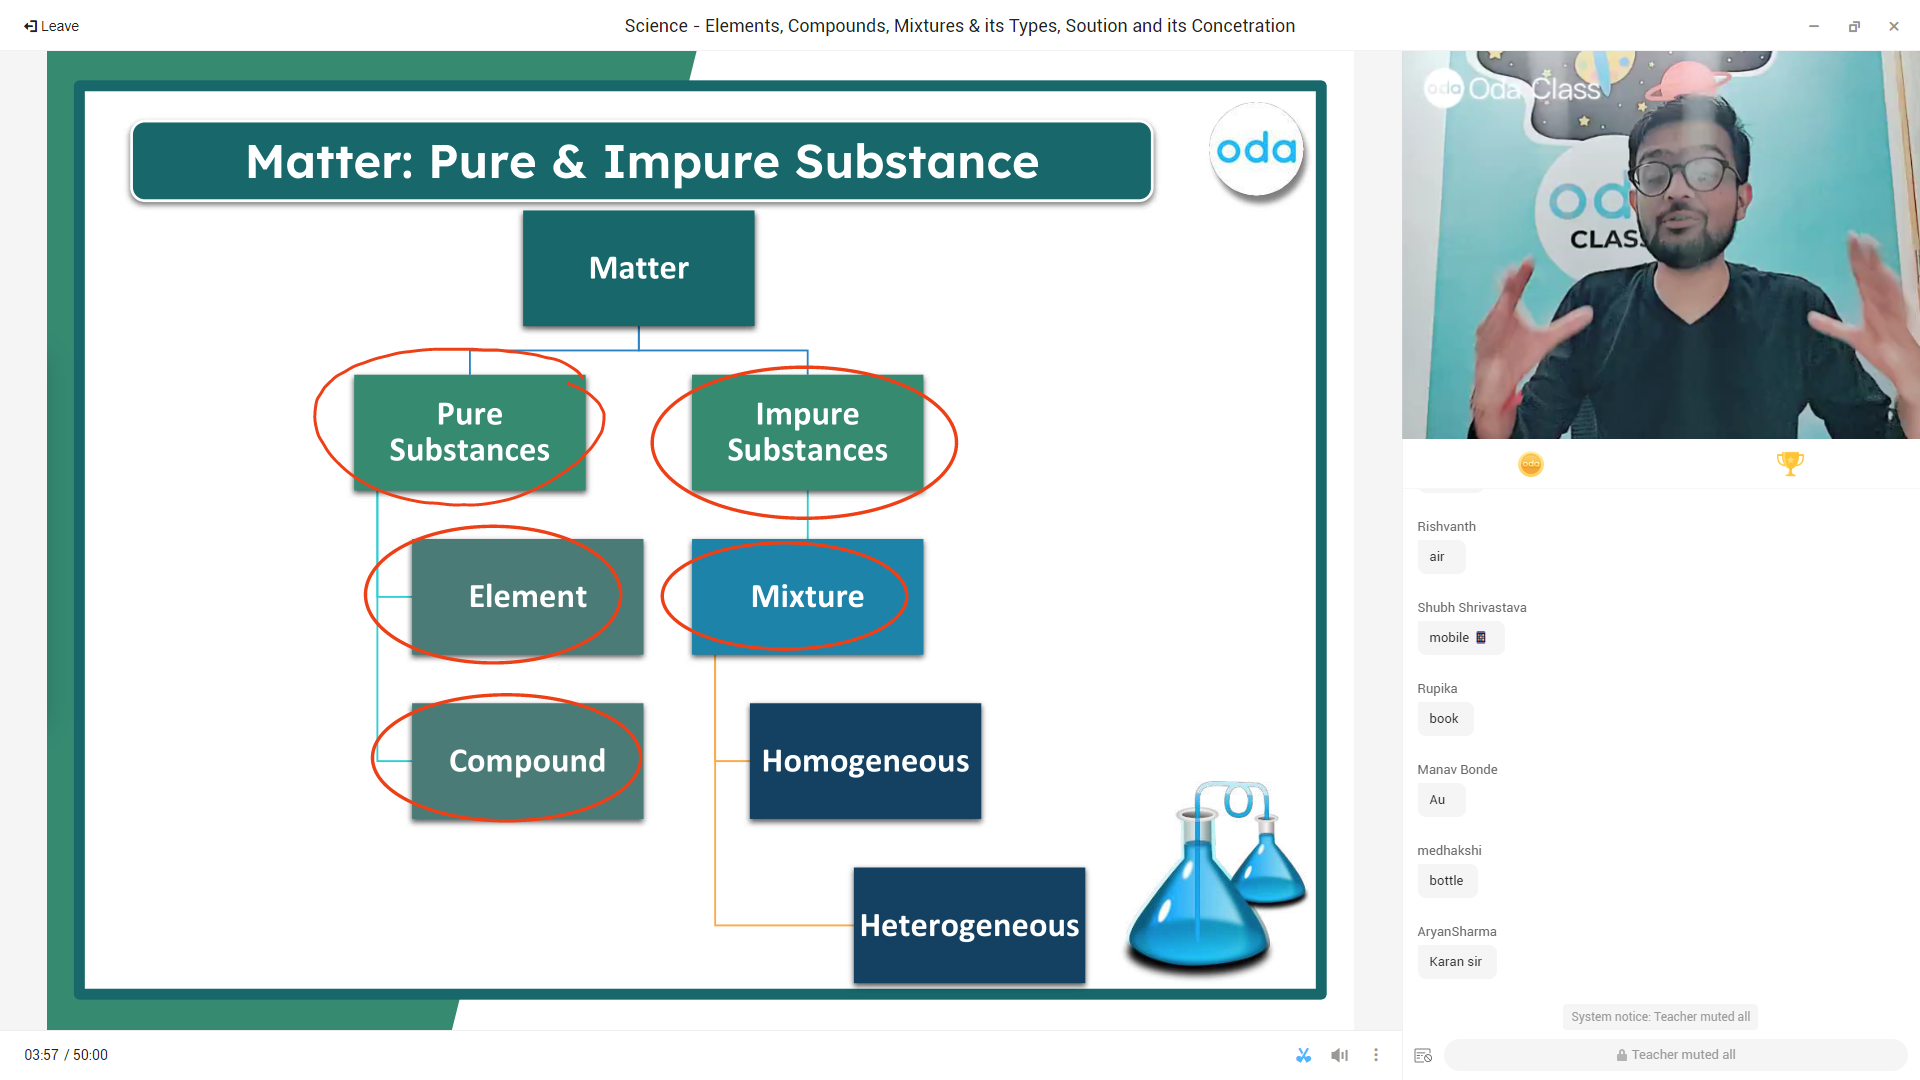 Leave
Science - Elements, Compounds, Mixtures & its Types, Soution and its Concetration
Matter: Pure & Impure Substance
oda
Matter
Pure
Substances
Impure
Substances
Element
Mixture
Compound
Homogeneous
Heterogeneous
03:57 / 50:00
oda Oda Class
od
CLAS
oda
Rishvanth
air
Shubh Shrivastava
mobile
Rupika
book
Manav Bonde
Au
medhakshi
bottle
AryanSharma
Karan sir
System notice: Teacher muted all
Teacher muted all